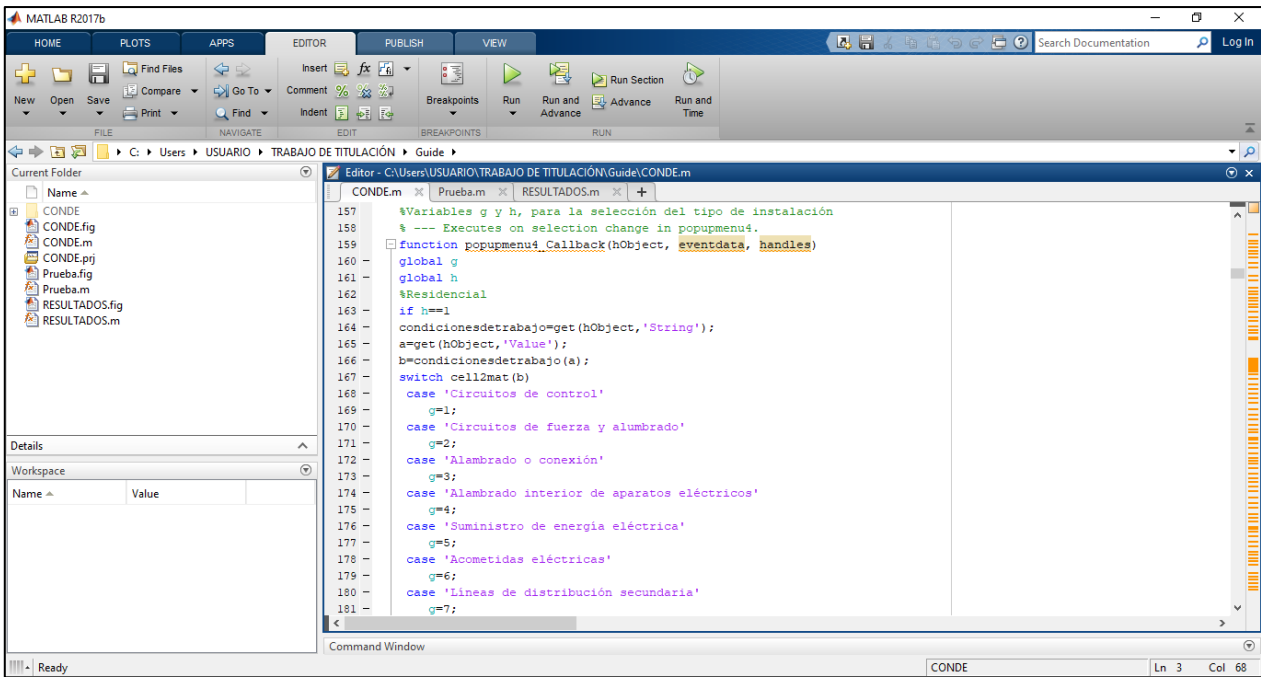 MATLAB R2017b
HOME PLOTS APPS EDITOR PUBLISH VIEW Search Documentation Log In
New Open Save Find Files Compare Print
Go To Find
Insert fx
Comment
Indent
Breakpoints
Run Run and Advance Run Section Advance Run and Time
FILE NAVIGATE EDIT BREAKPOINTS RUN
C: Users USUARIO TRABAJO DE TITULACIÓN Guide
Current Folder
Name
CONDE
CONDE.fig
CONDE.m
CONDE.prj
Prueba.fig
Prueba.m
RESULTADOS.fig
RESULTADOS.m
Details
Workspace
Name Value
Editor - C:\Users\USUARIO\TRABAJO DE TITULACIÓN\Guide\CONDE.m
CONDE.m Prueba.m RESULTADOS.m +
157 %Variables g y h, para la selección del tipo de instalación
158 % --- Executes on selection change in popupmenu4.
159 function popupmenu4_Callback(hObject, eventdata, handles)
160 – global g
161 – global h
162 %Residencial
163 – if h==1
164 – condicionesdetrabajo=get(hObject,'String');
165 – a=get(hObject,'Value');
166 – b=condicionesdetrabajo(a);
167 – switch cell2mat(b)
168 – case 'Circuitos de control'
169 – g=1;
170 – case 'Circuitos de fuerza y alumbrado'
171 – g=2;
172 – case 'Alambrado o conexión'
173 – g=3;
174 – case 'Alambrado interior de aparatos eléctricos'
175 – g=4;
176 – case 'Suministro de energía eléctrica'
177 – g=5;
178 – case 'Acometidas eléctricas'
179 – g=6;
180 – case 'Líneas de distribución secundaria'
181 – g=7;
Command Window
Ready CONDE Ln 3 Col 68